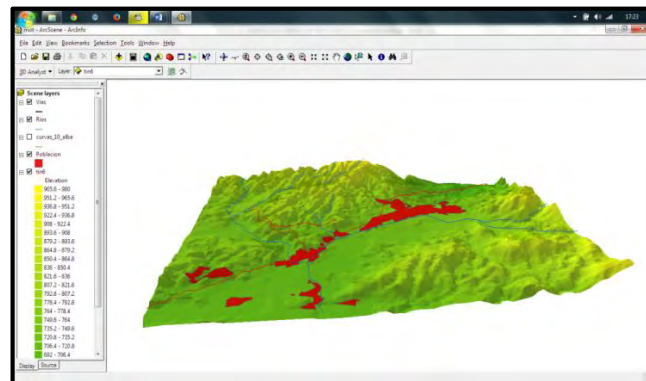 17:23
mdt - ArcScene - ArcInfo
File Edit View Bookmarks Selection Tools Window Help
3D Analyst Layer: tin6
Scene layers
Vias
Rios
curvas_10_alba
Poblacion
tin6
Elevation
965.6 - 980
951.2 - 965.6
936.8 - 951.2
922.4 - 936.8
908 - 922.4
893.6 - 908
879.2 - 893.6
864.8 - 879.2
850.4 - 864.8
836 - 850.4
821.6 - 836
807.2 - 821.6
792.8 - 807.2
778.4 - 792.8
764 - 778.4
749.6 - 764
735.2 - 749.6
720.8 - 735.2
706.4 - 720.8
692 - 706.4
Display Source